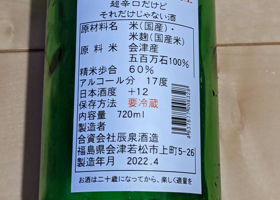 超辛口だけど
それだけじゃない酒
原材料名 米(国産)・
米麹(国産米)
原料米 会津産
五百万石100%
精米歩合 60%
アルコール分 17度
日本酒度 +12
保存方法 要冷蔵
内容量 720ml
製造者
合資会社辰泉酒造
福島県会津若松市上町5-26
製造年月 2022.4
お酒は二十歳になってから、楽しく適量を